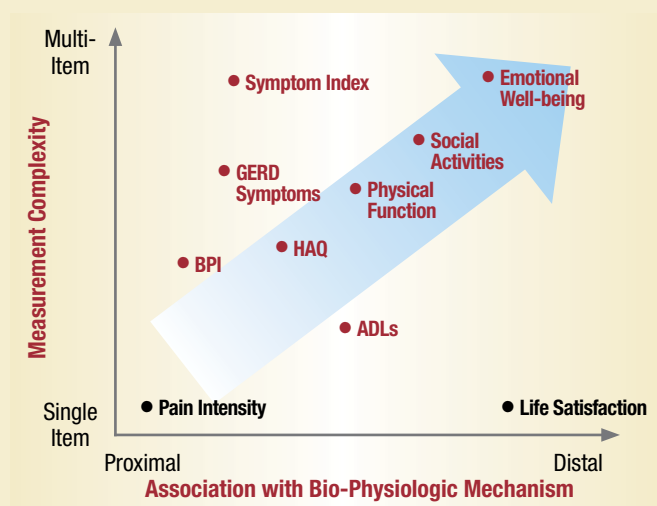 Multi-
Item
Symptom Index
Emotional
Well-being
Social
Activities
GERD
Symptoms
Physical
Function
HAQ
BPI
ADLs
Measurement Complexity
Pain Intensity
Life Satisfaction
Single
Item
Proximal
Distal
Association with Bio-Physiologic Mechanism